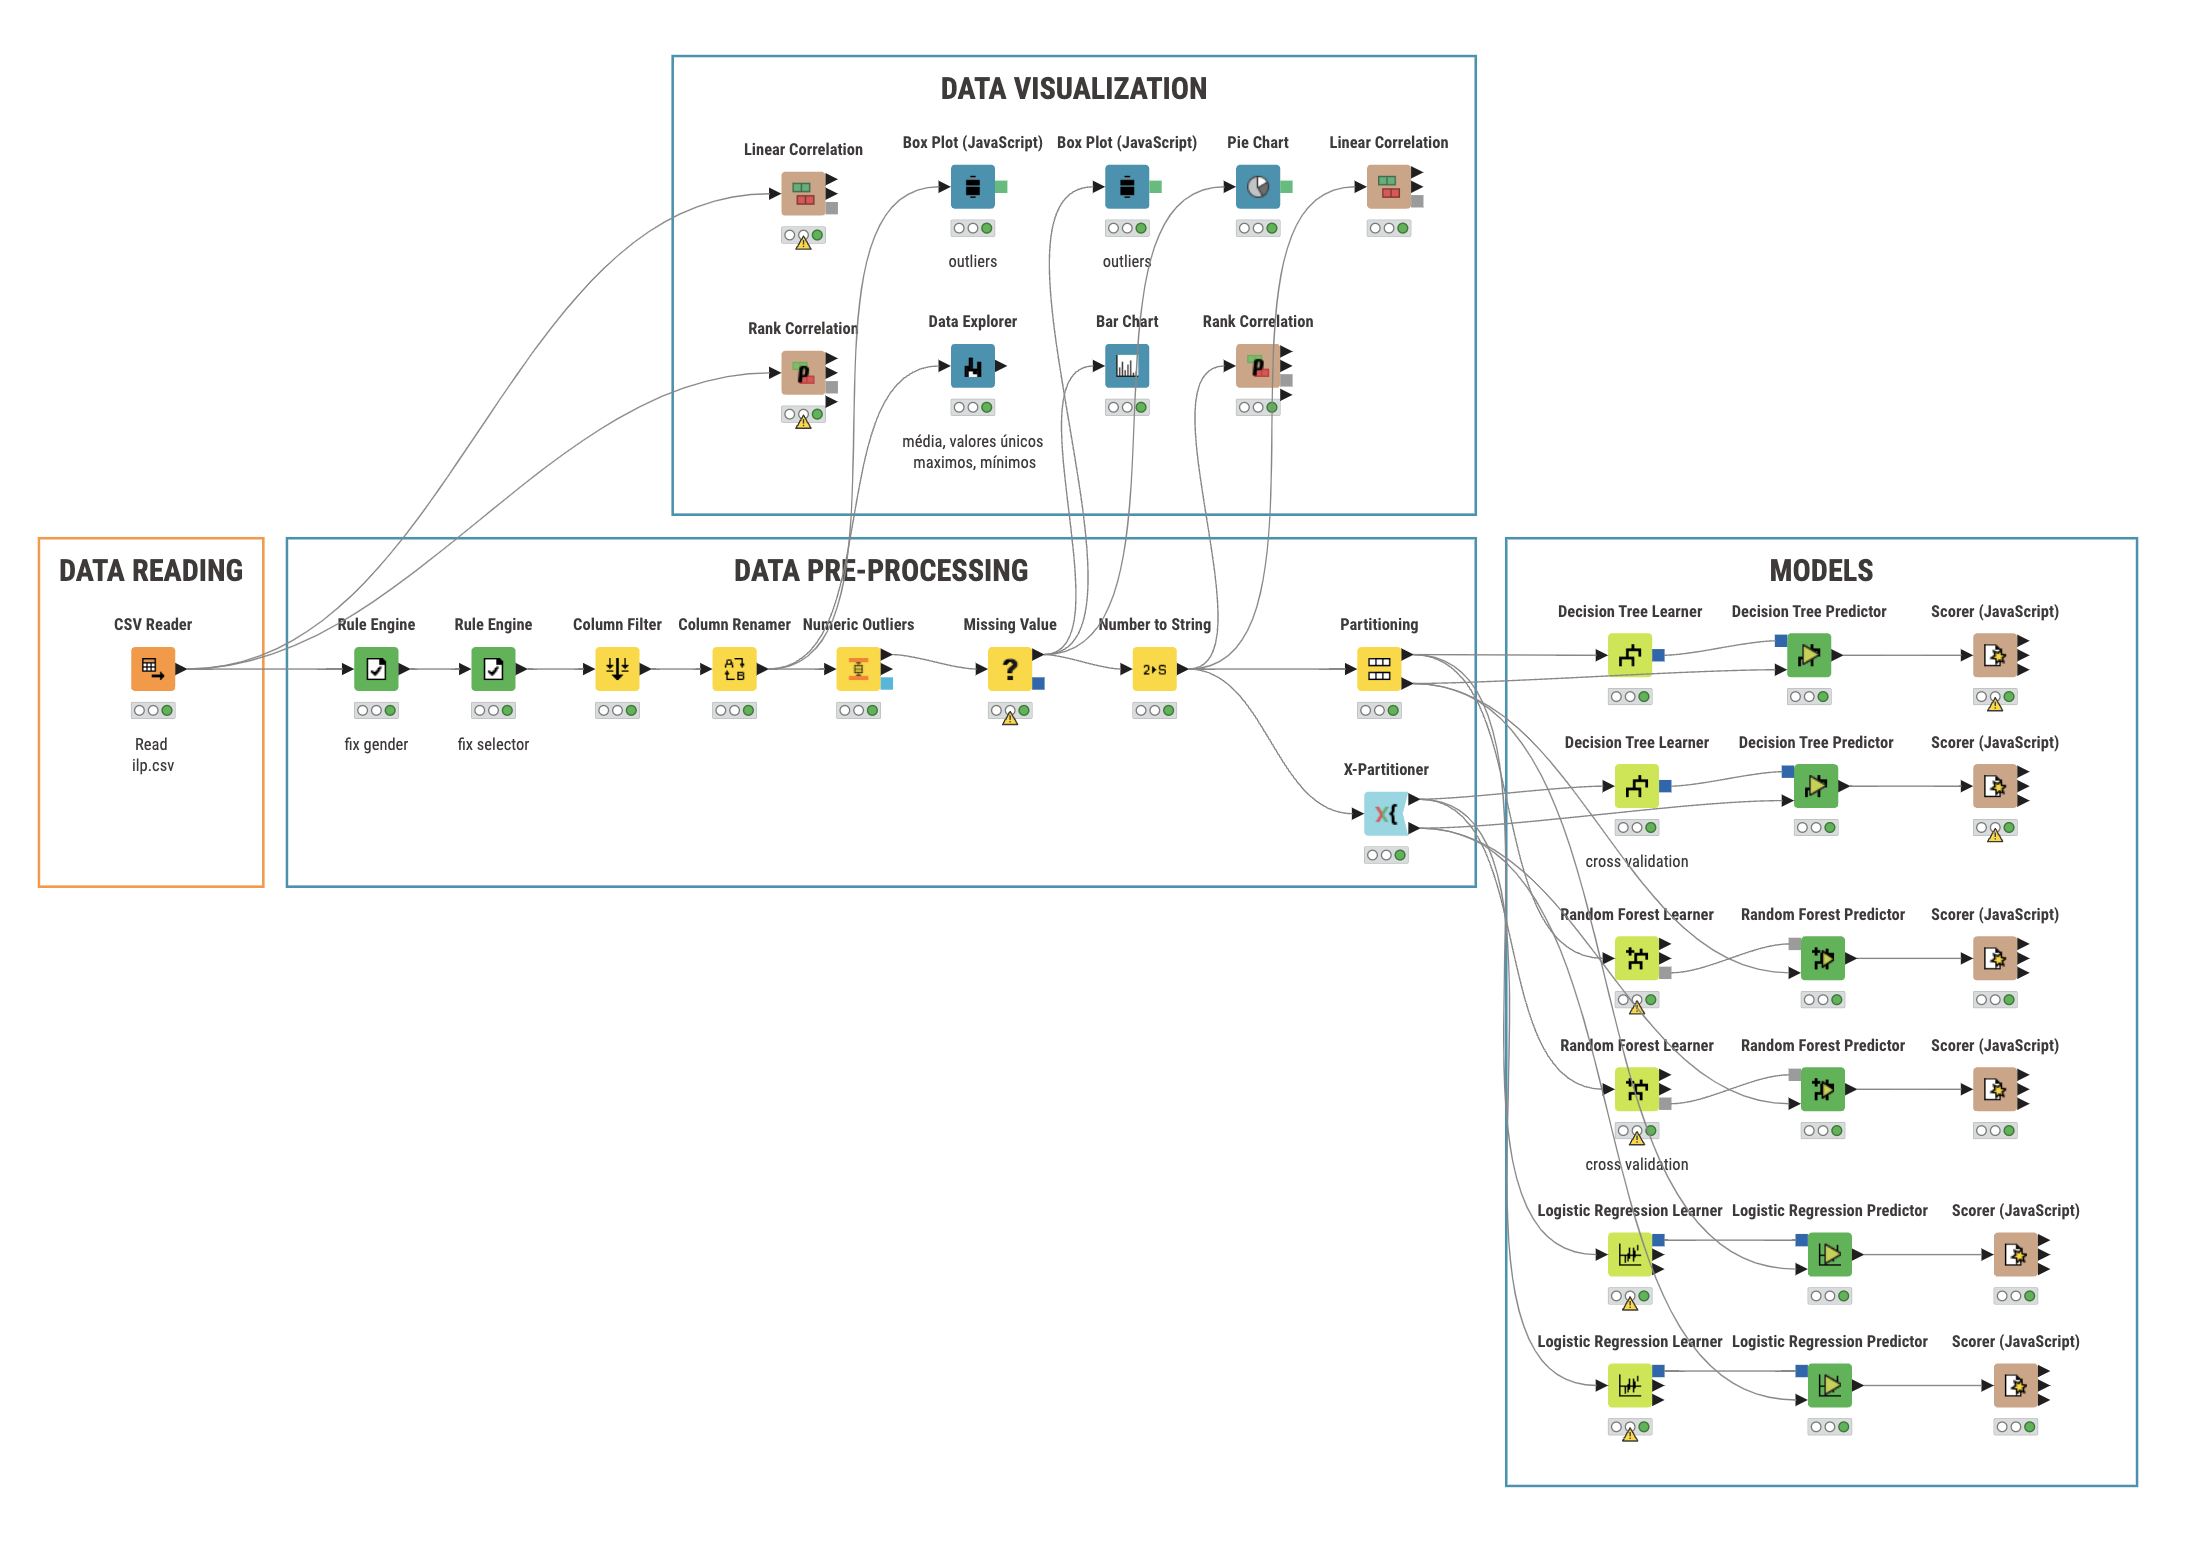 DATA VISUALIZATION
Linear Correlation
Box Plot (JavaScript)
Box Plot (JavaScript)
Pie Chart
Linear Correlation
outliers
outliers
Rank Correlation
Data Explorer
Bar Chart
Rank Correlation
média, valores únicos
maximos, mínimos
DATA READING
CSV Reader
Read
ilp.csv
DATA PRE-PROCESSING
Rule Engine
Rule Engine
Column Filter
Column Renamer
Numeric Outliers
Missing Value
Number to String
Partitioning
fix gender
fix selector
X-Partitioner
MODELS
Decision Tree Learner
Decision Tree Predictor
Scorer (JavaScript)
Decision Tree Learner
Decision Tree Predictor
Scorer (JavaScript)
cross validation
Random Forest Learner
Random Forest Predictor
Scorer (JavaScript)
Random Forest Learner
Random Forest Predictor
Scorer (JavaScript)
cross validation
Logistic Regression Learner
Logistic Regression Predictor
Scorer (JavaScript)
Logistic Regression Learner
Logistic Regression Predictor
Scorer (JavaScript)